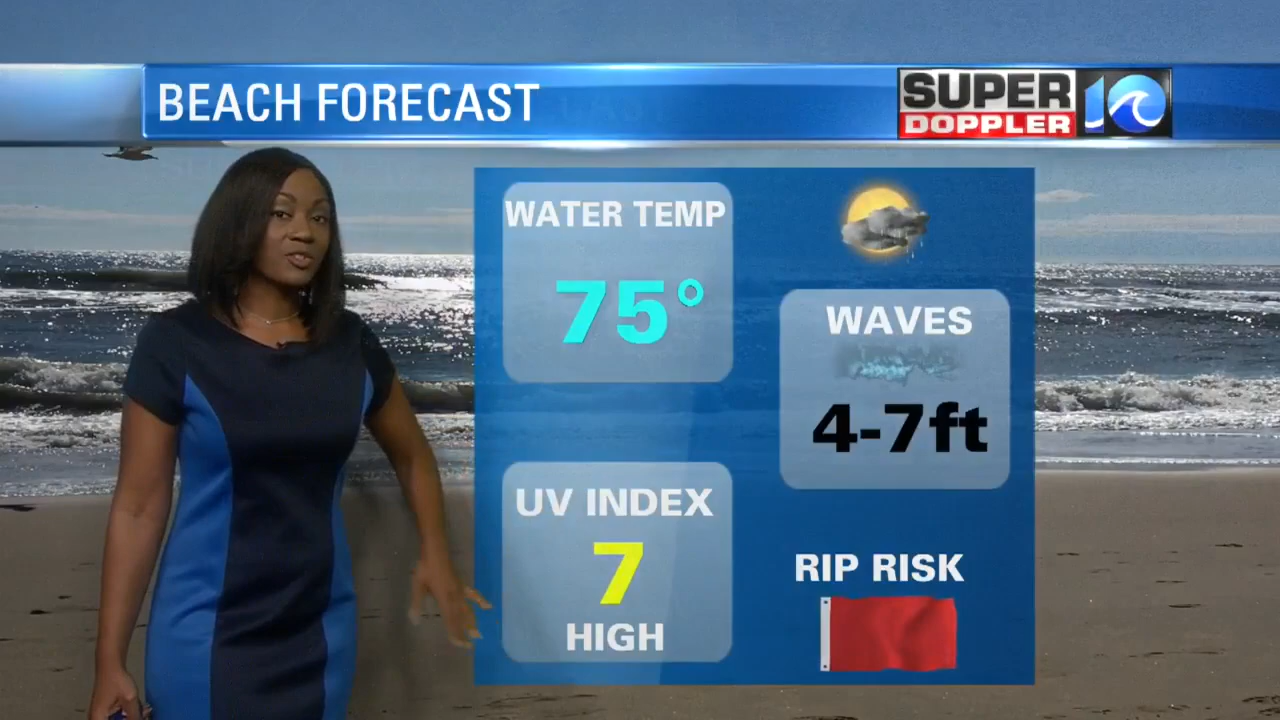 BEACH FORECAST
SUPER
DOPPLER
10
WATER TEMP
75°
WAVES
4-7ft
UV INDEX
7
HIGH
RIP RISK